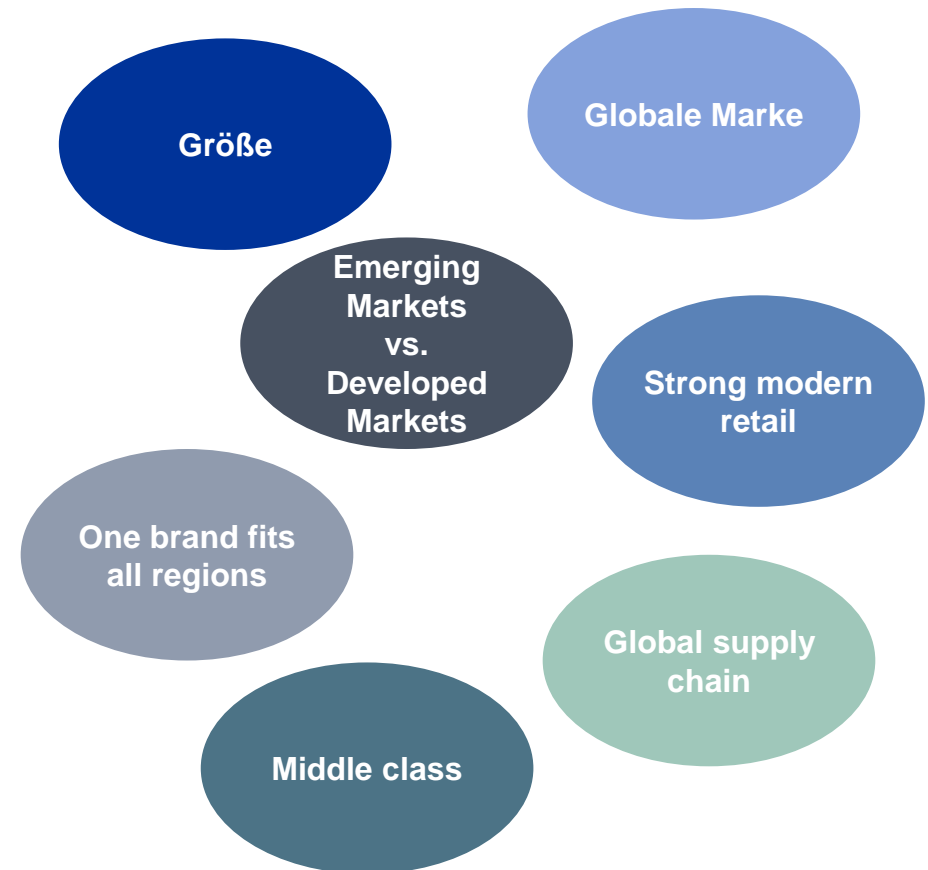 Größe
Globale Marke
Emerging
Markets
vs.
Developed
Markets
Strong modern
retail
One brand fits
all regions
Global supply
chain
Middle class